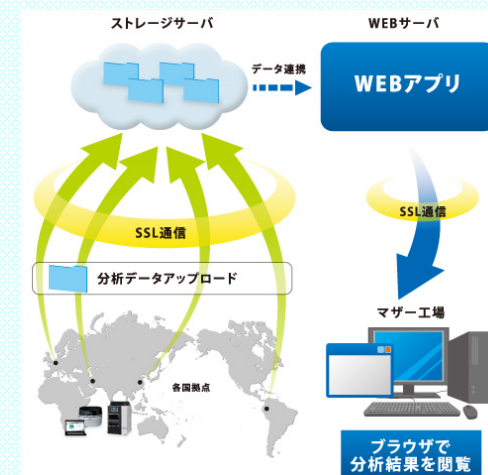 ストレージサーバ
WEBサーバ
データ連携
WEBアプリ
SSL通信
SSL通信
分析データアップロード
マザー工場
各国拠点
ブラウザで
分析結果を閲覧